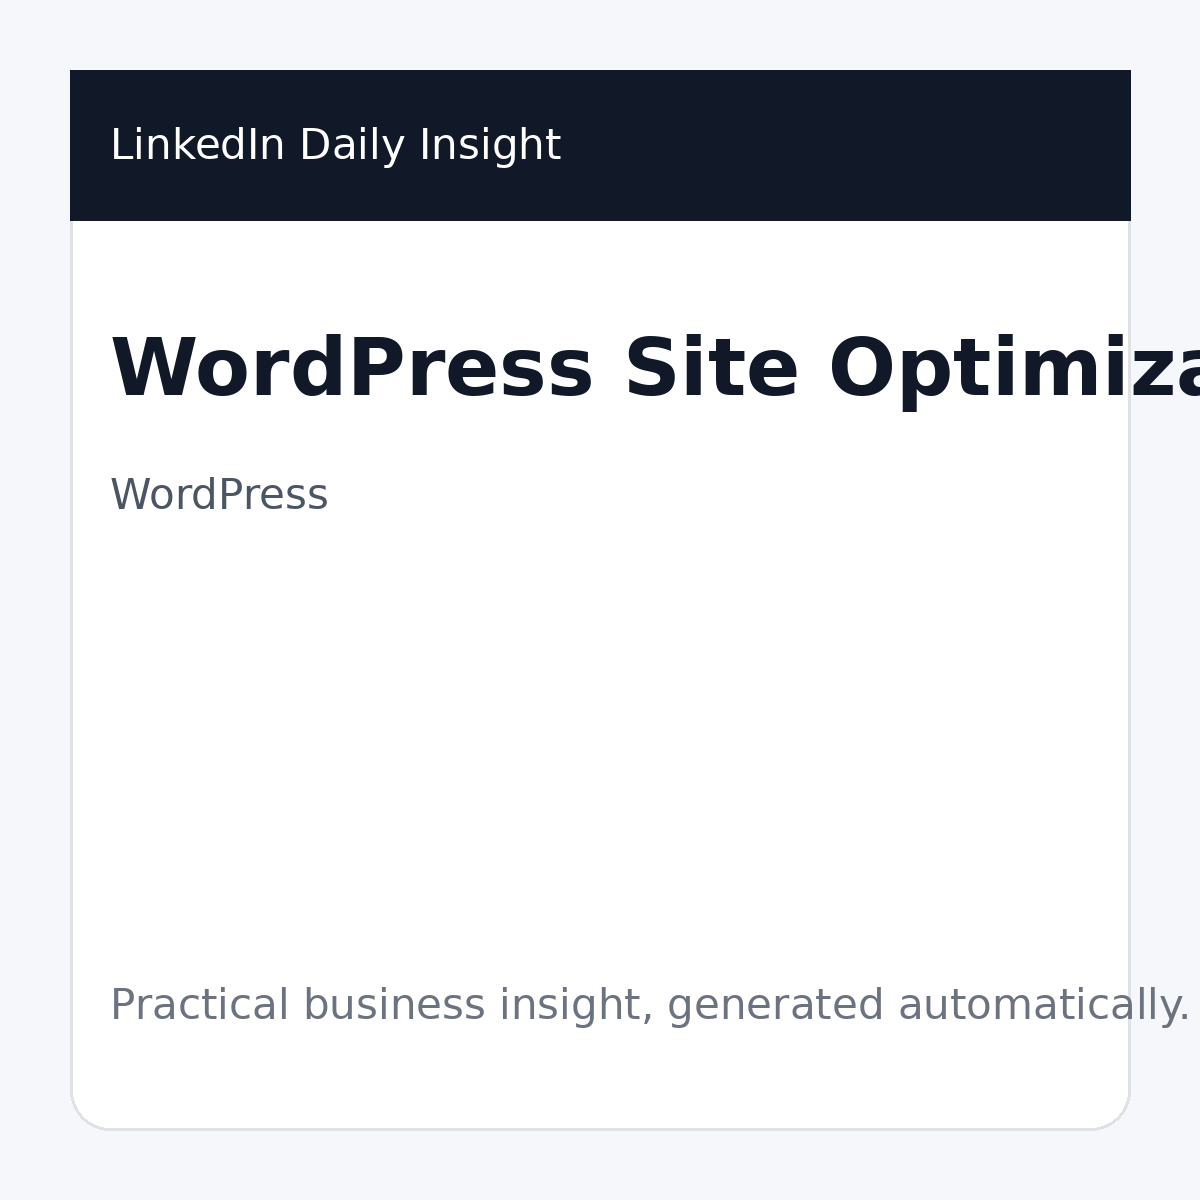 LinkedIn Daily Insight
WordPress Site Optimiza
WordPress
Practical business insight, generated automatically.